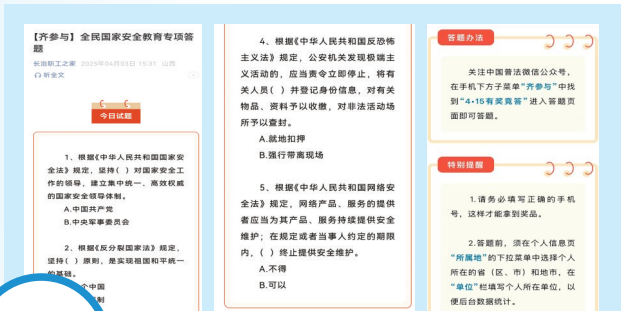 【齐参与】全民国家安全教育专项答
题
长治职工之家 2025年04月03日 15:31 山西
听全文
今日试题
1、根据《中华人民共和国国家安
全法》规定，坚持( ）对国家安全工
作的领导，建立集中统一、高效权威
的国家安全领导体制。
A.中国共产党
B.中央军事委员会
2、根据《反分裂国家法》规定，
坚持( ）原则，是实现祖国和平统一
的基础。
个中国
制
4、根据《中华人民共和国反恐怖
主义法》规定，公安机关发现极端主
义活动的，应当责令立即停止，将有
关人员( ）并登记身份信息，对有关
物品、资料予以收缴，对非法活动场
所予以查封。
A.就地扣押
B.强行带离现场
5、根据《中华人民共和国网络安
全法》规定，网络产品、服务的提供
者应当为其产品、服务持续提供安全
维护；在规定或者当事人约定的期限
内，( ）终止提供安全维护。
A.不得
B.可以
答题办法
关注中国普法微信公众号，
在手机下方子菜单“齐参与”中找
到“4•15有奖竞答”进入答题页
面即可答题。
特别提醒
1.请务必填写正确的手机
号，这样才能拿到奖品。
2.答题前，须在个人信息页
“所属地”的下拉菜单中选择个人
所在的省（区、市）和地市，在
“单位”栏填写个人所在单位，以
便后台数据统计。